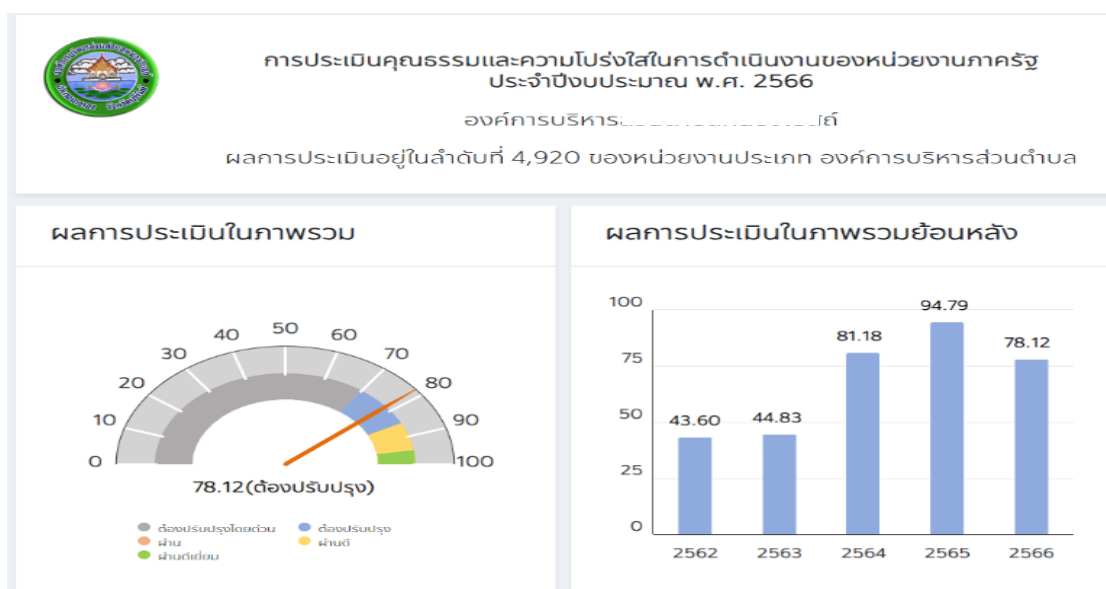 การประเมินคุณธรรมและความโปร่งใสในการดำเนินงานของหน่วยงานภาครัฐ
ประจำปีงบประมาณ พ.ศ. 2566
องค์การบริหาร
ผลการประเมินอยู่ในลำดับที่ 4,920 ของหน่วยงานประเภท องค์การบริหารส่วนตำบล
ผลการประเมินในภาพรวม
0 10 20 30 40 50 60 70 80 90 100
78.12(ต้องปรับปรุง)
ต้องปรับปรุงโดยด่วน ต้องปรับปรุง
ผ่าน ผ่านดี
ผ่านดีเยี่ยม
ผลการประเมินในภาพรวมย้อนหลัง
100
75
50
25
0
43.60 44.83 81.18 94.79 78.12
2562 2563 2564 2565 2566